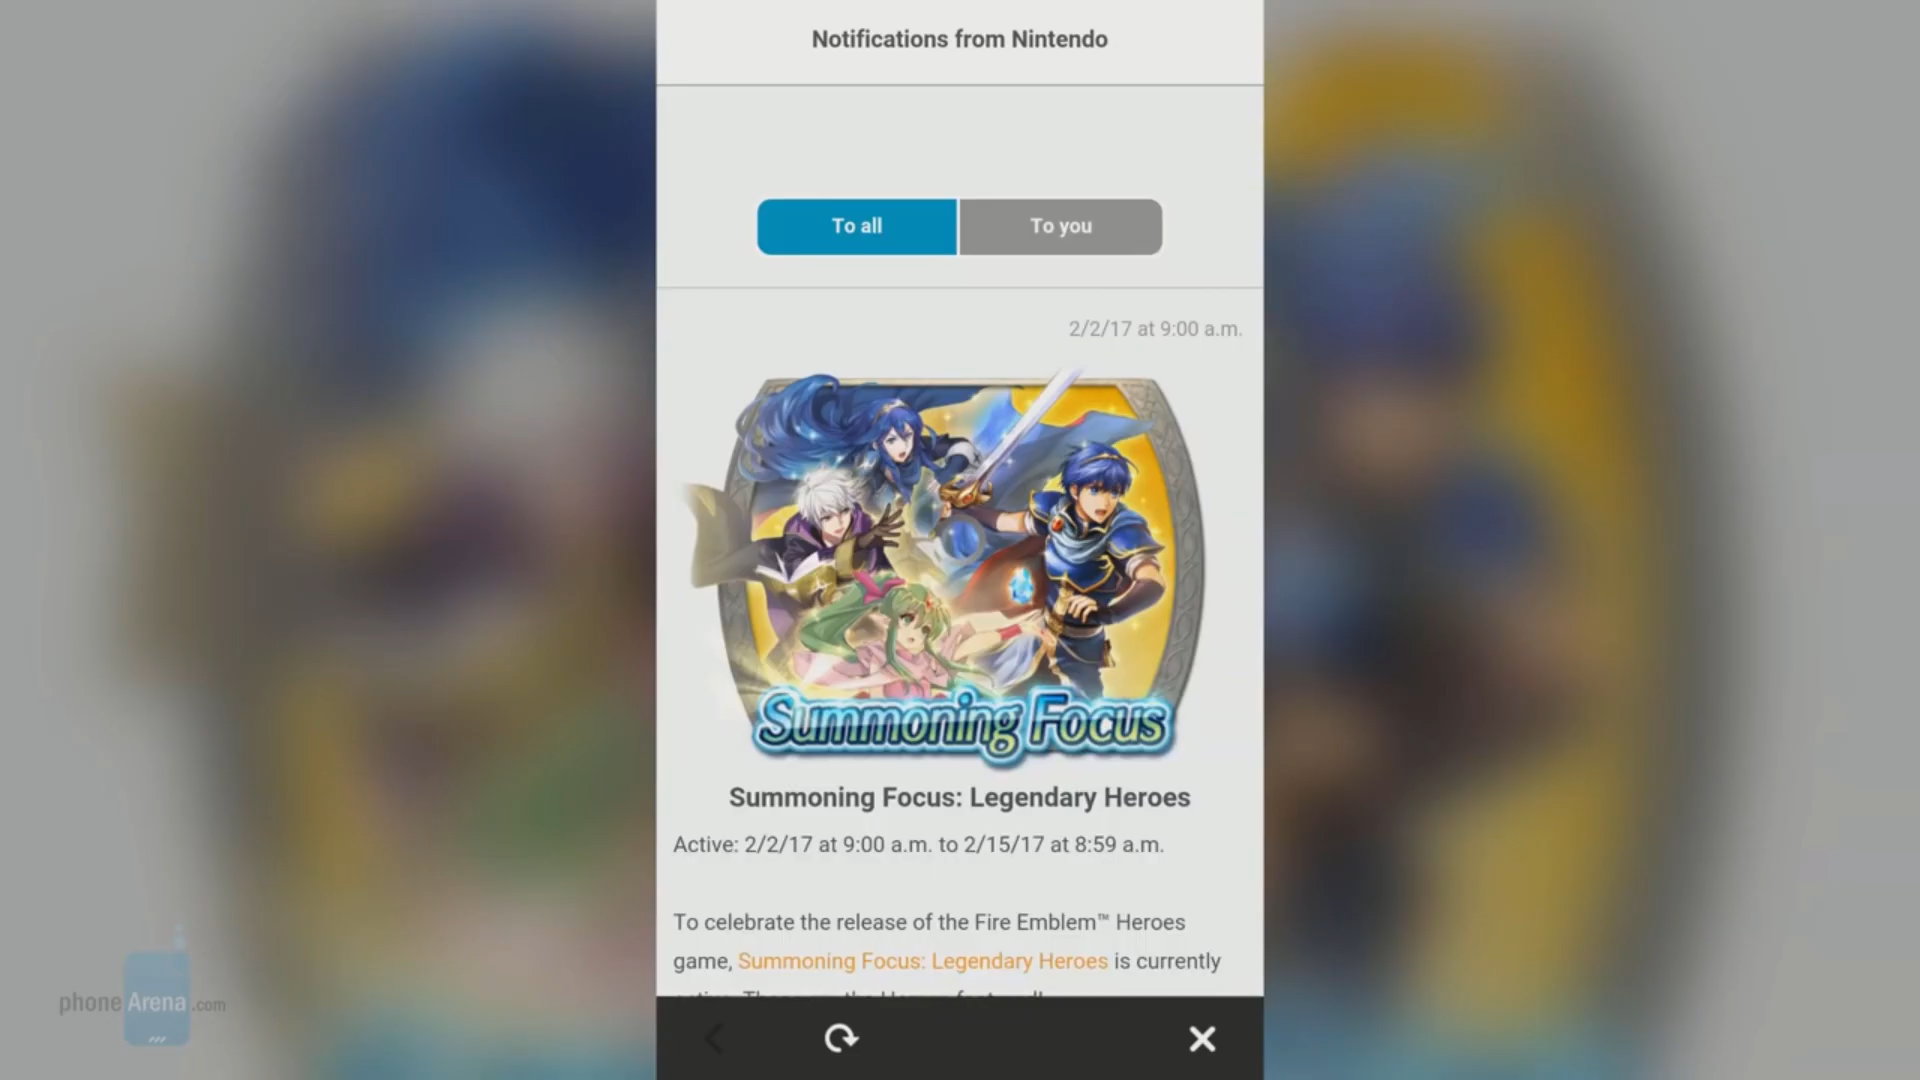 Notifications from Nintendo
To all
To you
2/2/17 at 9:00 a.m.
Summoning Focus
Summoning Focus: Legendary Heroes
Active: 2/2/17 at 9:00 a.m. to 2/15/17 at 8:59 a.m.
To celebrate the release of the Fire Emblem™ Heroes
game, Summoning Focus: Legendary Heroes is currently
phoneArena.com